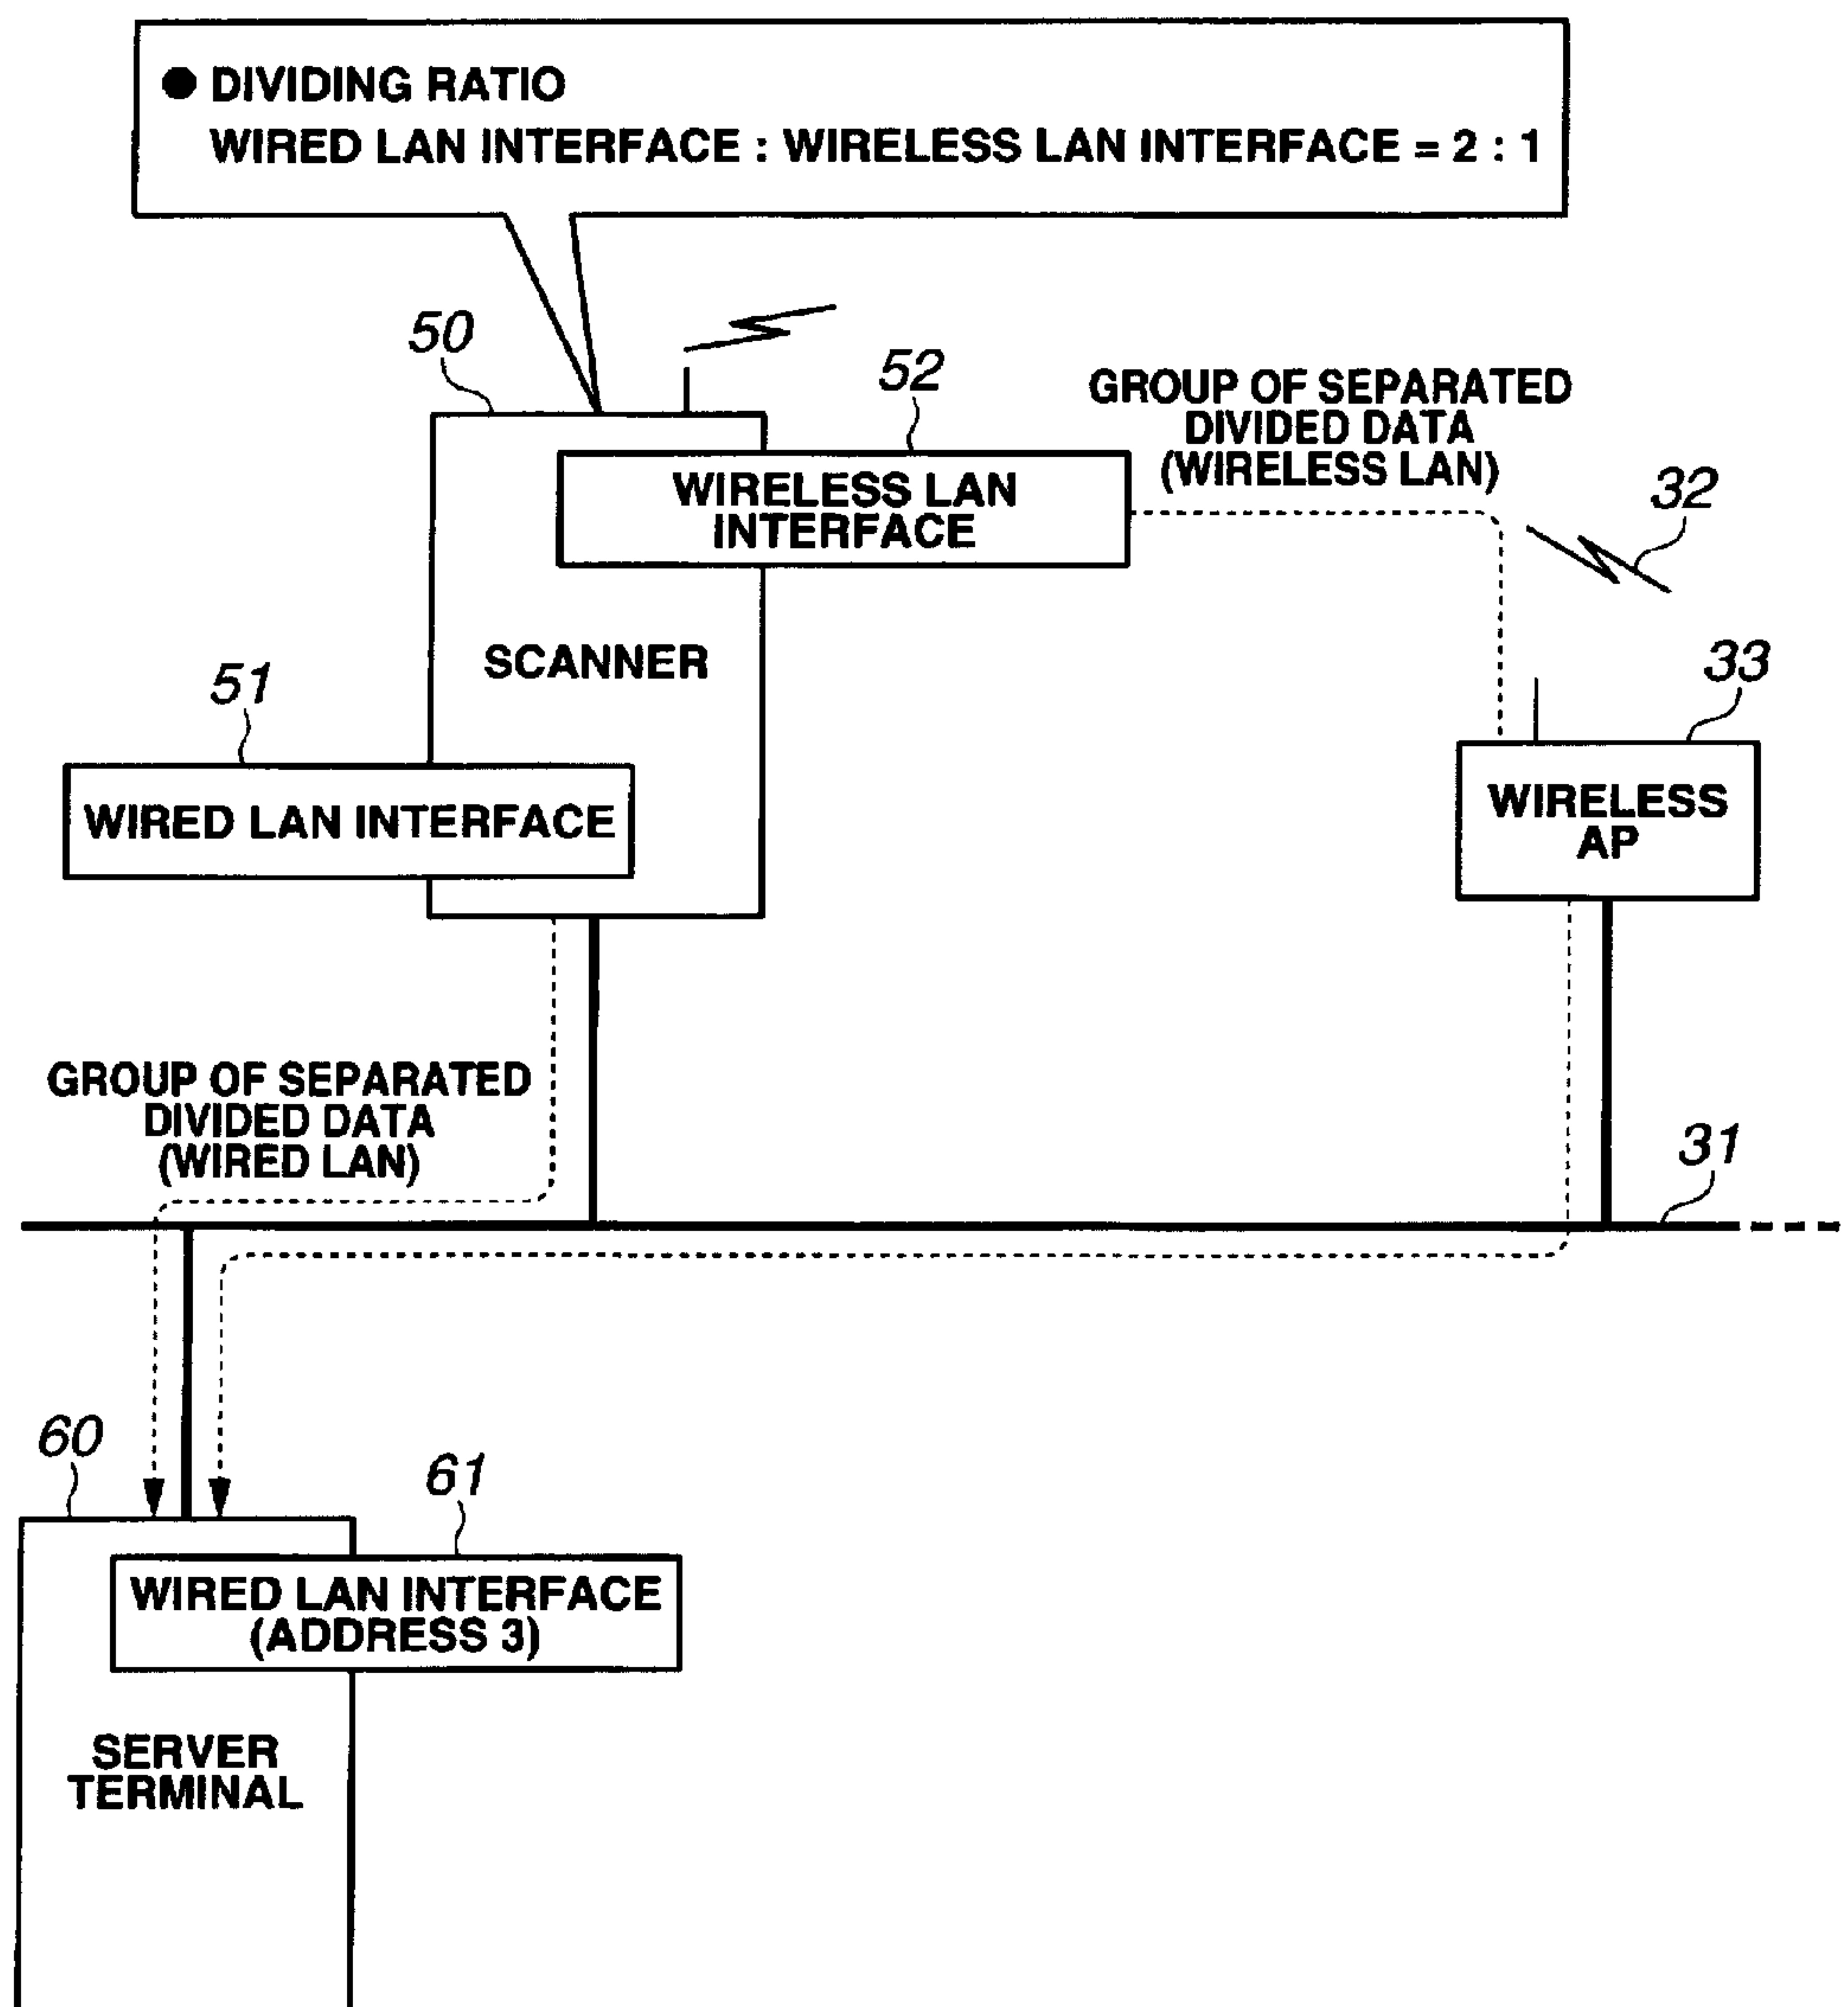 ● DIVIDING RATIO
WIRED LAN INTERFACE : WIRELESS LAN INTERFACE = 2 : 1
50
52
GROUP OF SEPARATED
DIVIDED DATA
(WIRELESS LAN)
32
WIRELESS LAN
INTERFACE
SCANNER
51
33
WIRED LAN INTERFACE
WIRELESS
AP
GROUP OF SEPARATED
DIVIDED DATA
(WIRED LAN)
31
60
61
WIRED LAN INTERFACE
(ADDRESS 3)
SERVER
TERMINAL